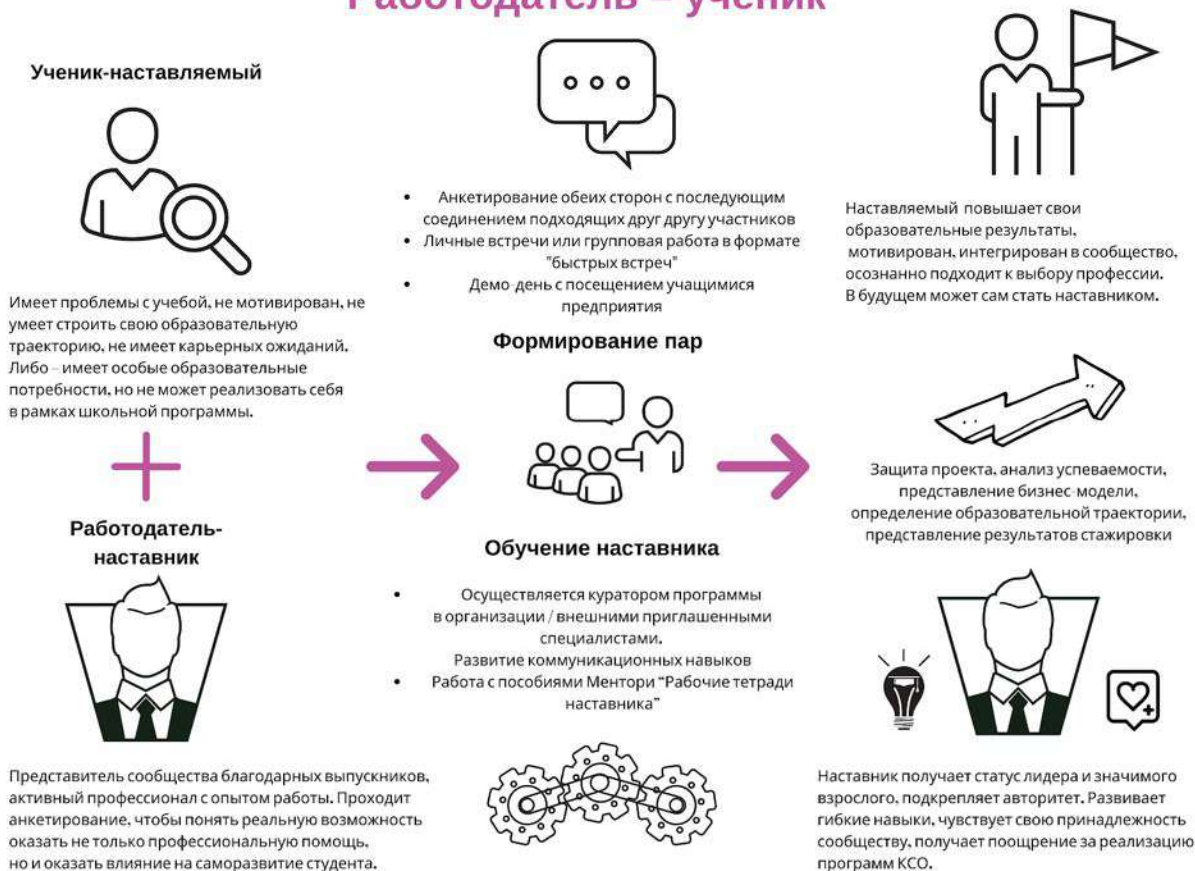 Работодатель – ученик
Ученик-наставляемый
Имеет проблемы с учебой, не мотивирован, не
умеет строить свою образовательную
траекторию, не имеет карьерных ожиданий.
Либо – имеет особые образовательные
потребности, но не может реализовать себя
в рамках школьной программы.
Работодатель-
наставник
Представитель сообщества благодарных выпускников,
активный профессионал с опытом работы. Проходит
анкетирование, чтобы понять реальную возможность
оказать не только профессиональную помощь,
но и оказать влияние на саморазвитие студента.
• Анкетирование обеих сторон с последующим
соединением подходящих друг другу участников
• Личные встречи или групповая работа в формате
"быстрых встреч"
• Демо-день с посещением учащимися
предприятия
Формирование пар
Обучение наставника
• Осуществляется куратором программы
в организации / внешними приглашенными
специалистами.
Развитие коммуникационных навыков
• Работа с пособиями Ментори “Рабочие тетради
наставника”
Наставляемый повышает свои
образовательные результаты,
мотивирован, интегрирован в сообщество,
осознанно подходит к выбору профессии.
В будущем может сам стать наставником.
Защита проекта, анализ успеваемости,
представление бизнес-модели,
определение образовательной траектории,
представление результатов стажировки
Наставник получает статус лидера и значимого
взрослого, подкрепляет авторитет. Развивает
гибкие навыки, чувствует свою принадлежность
сообществу, получает поощрение за реализацию
программ КСО.